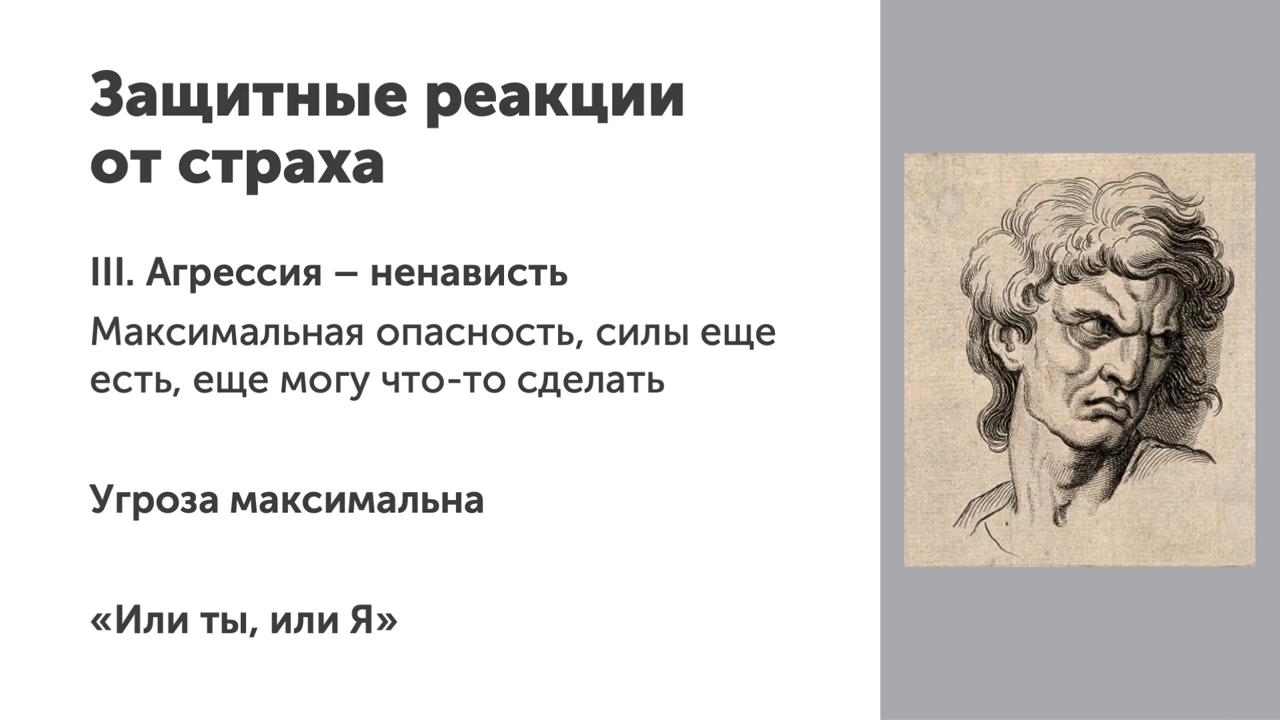 Защитные реакции
от страха
III. Агрессия – ненависть
Максимальная опасность, силы еще
есть, еще могу что-то сделать
Угроза максимальна
«Или ты, или Я»